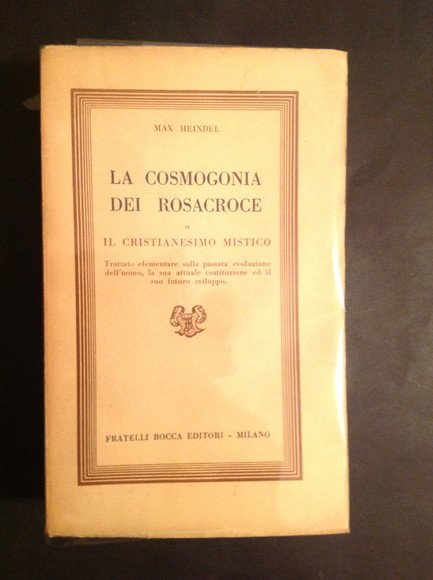 MAX HEINDEL
LA COSMOGONIA
DEI ROSACROCE
o
IL CRISTIANESIMO MISTICO
Trattato elementare sulla passata evoluzione
dell'uomo, la sua attuale costituzione ed il
suo futuro sviluppo.
FRATELLI BOCCA EDITORI - MILANO